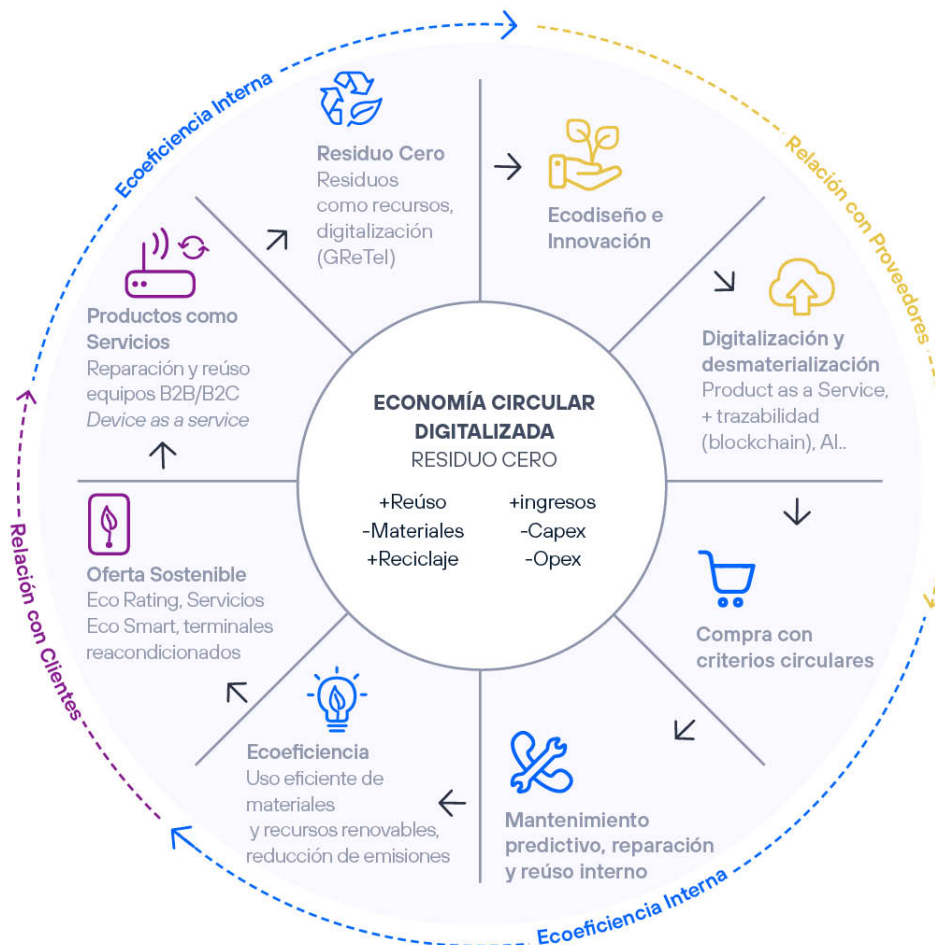 Ecoeficiencia Interna
Relación con Proveedores
Residuo Cero
Residuos
como recursos,
digitalización
(GReTel)
Ecodiseño e
Innovación
Digitalización y
desmaterialización
Product as a Service,
+ trazabilidad
(blockchain), AI..
Compra con
criterios circulares
Mantenimiento
predictivo, reparación
y reúso interno
Ecoeficiencia
Uso eficiente de
materiales
y recursos renovables,
reducción de emisiones
Oferta Sostenible
Eco Rating, Servicios
Eco Smart, terminales
reacondicionados
Productos como
Servicios
Reparación y reúso
equipos B2B/B2C
Device as a service
ECONOMÍA CIRCULAR
DIGITALIZADA
RESIDUO CERO
+Reúso
-Materiales
+Reciclaje
+ingresos
-Capex
-Opex
Ecoeficiencia Interna
Relación con Clientes